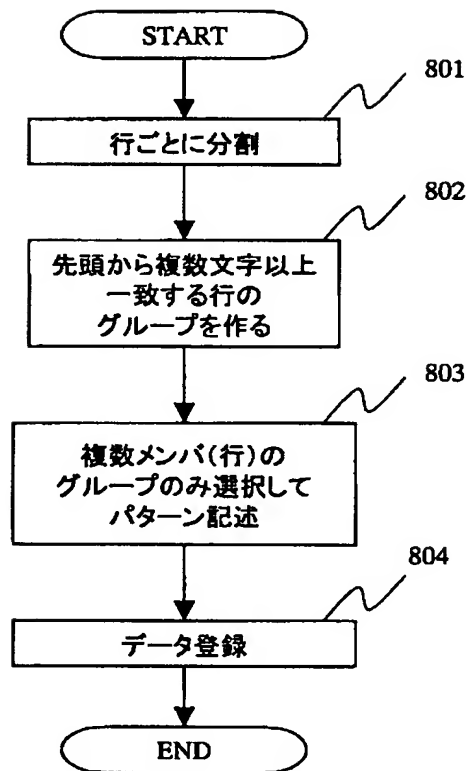 START
801
行ごとに分割
802
先頭から複数文字以上
一致する行の
グループを作る
803
複数メンバ(行)の
グループのみ選択して
パターン記述
804
データ登録
END